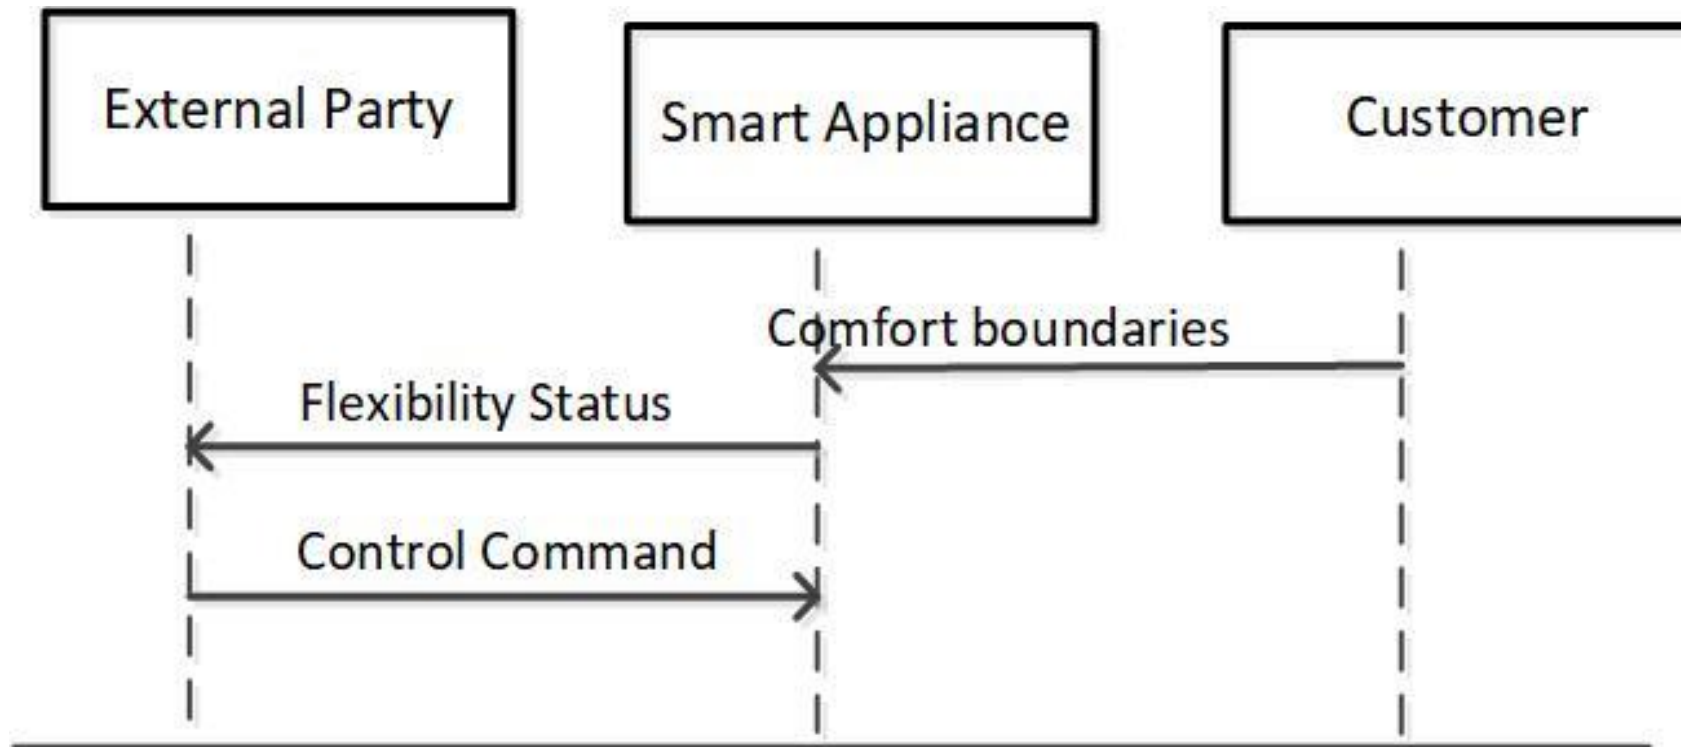 External Party
Smart Appliance
Customer
Comfort boundaries
Flexibility Status
Control Command